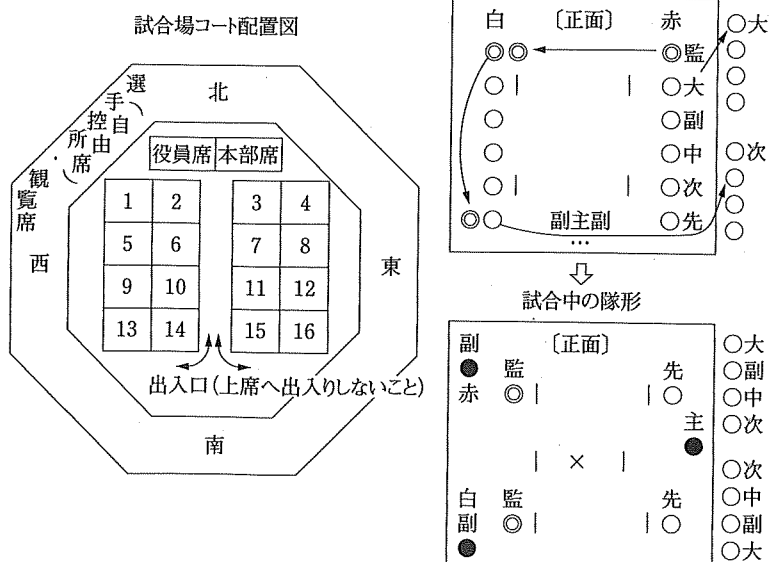 試合場コート配置図
北
選手控所
(自由席)
観覧席
西
東
南
役員席 本部席
1 2 3 4
5 6 7 8
9 10 11 12
13 14 15 16
出入口(上席へ出入りしないこと)
白 〔正面〕 赤
◎◎ ◎監
○ ○大
○ ○副
○ ○中
○ ○次
◎○ 副主副 ○先
…
○大
○
○
○
○次
○
○
○
試合中の隊形
副 〔正面〕
● 監 先
赤 ◎ ○
主
●
×
白 監 先
副 ◎ ○
●
○大
○副
○中
○次
○次
○中
○副
○大